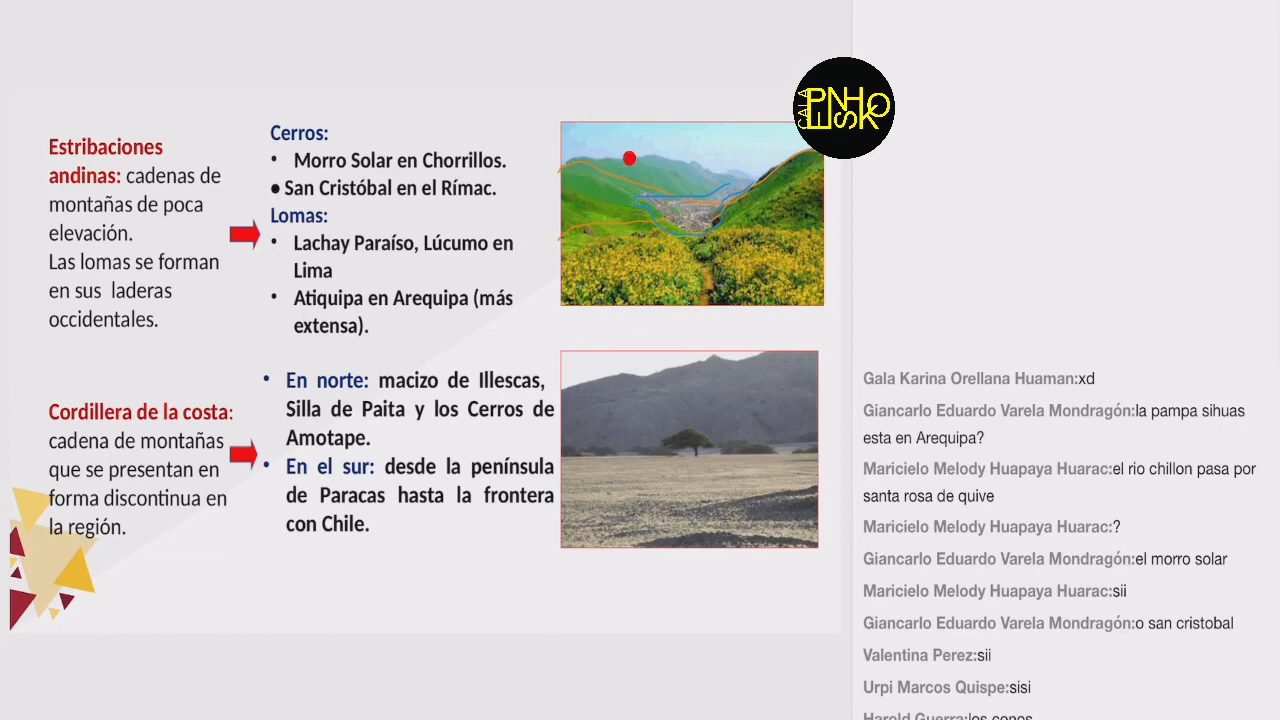 Estribaciones
andinas: cadenas de
montañas de poca
elevación.
Las lomas se forman
en sus laderas
occidentales.
Cerros:
• Morro Solar en Chorrillos.
• San Cristóbal en el Rímac.
Lomas:
• Lachay Paraíso, Lúcumo en
Lima
• Atiquipa en Arequipa (más
extensa).
Cordillera de la costa:
cadena de montañas
que se presentan en
forma discontinua en
la región.
• En norte: macizo de Illescas,
Silla de Paita y los Cerros de
Amotape.
• En el sur: desde la península
de Paracas hasta la frontera
con Chile.
Gala Karina Orellana Huaman:xd
Giancarlo Eduardo Varela Mondragón:la pampa sihuas
esta en Arequipa?
Maricielo Melody Huapaya Huarac:el rio chillon pasa por
santa rosa de quive
Maricielo Melody Huapaya Huarac:?
Giancarlo Eduardo Varela Mondragón:el morro solar
Maricielo Melody Huapaya Huarac:sii
Giancarlo Eduardo Varela Mondragón:o san cristobal
Valentina Perez:sii
Urpi Marcos Quispe:sisi
Harold Guerra:los conos